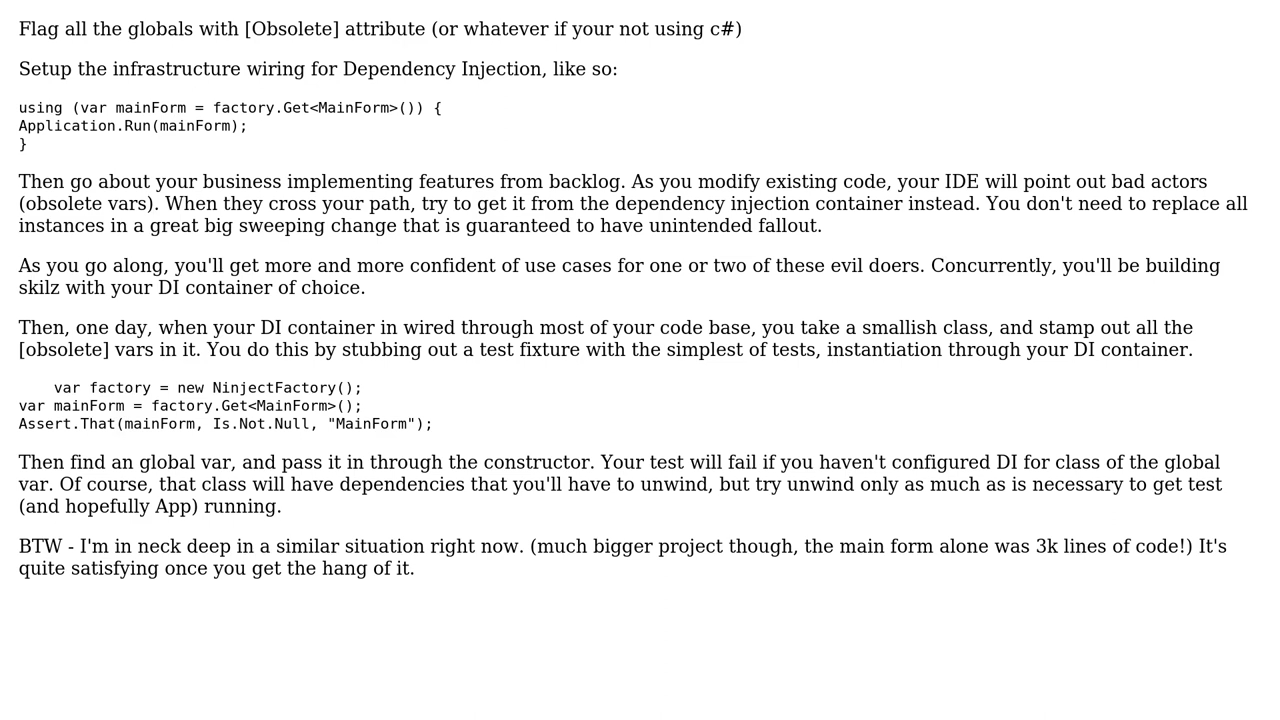 Flag all the globals with [Obsolete] attribute (or whatever if your not using c#)
Setup the infrastructure wiring for Dependency Injection, like so:
using (var mainForm = factory.Get<MainForm>()) {
Application.Run(mainForm);
}
Then go about your business implementing features from backlog. As you modify existing code, your IDE will point out bad actors
(obsolete vars). When they cross your path, try to get it from the dependency injection container instead. You don't need to replace all
instances in a great big sweeping change that is guaranteed to have unintended fallout.
As you go along, you'll get more and more confident of use cases for one or two of these evil doers. Concurrently, you'll be building
skilz with your DI container of choice.
Then, one day, when your DI container in wired through most of your code base, you take a smallish class, and stamp out all the
[obsolete] vars in it. You do this by stubbing out a test fixture with the simplest of tests, instantiation through your DI container.
    var factory = new NinjectFactory();
var mainForm = factory.Get<MainForm>();
Assert.That(mainForm, Is.Not.Null, "MainForm");
Then find an global var, and pass it in through the constructor. Your test will fail if you haven't configured DI for class of the global
var. Of course, that class will have dependencies that you'll have to unwind, but try unwind only as much as is necessary to get test
(and hopefully App) running.
BTW - I'm in neck deep in a similar situation right now. (much bigger project though, the main form alone was 3k lines of code!) It's
quite satisfying once you get the hang of it.